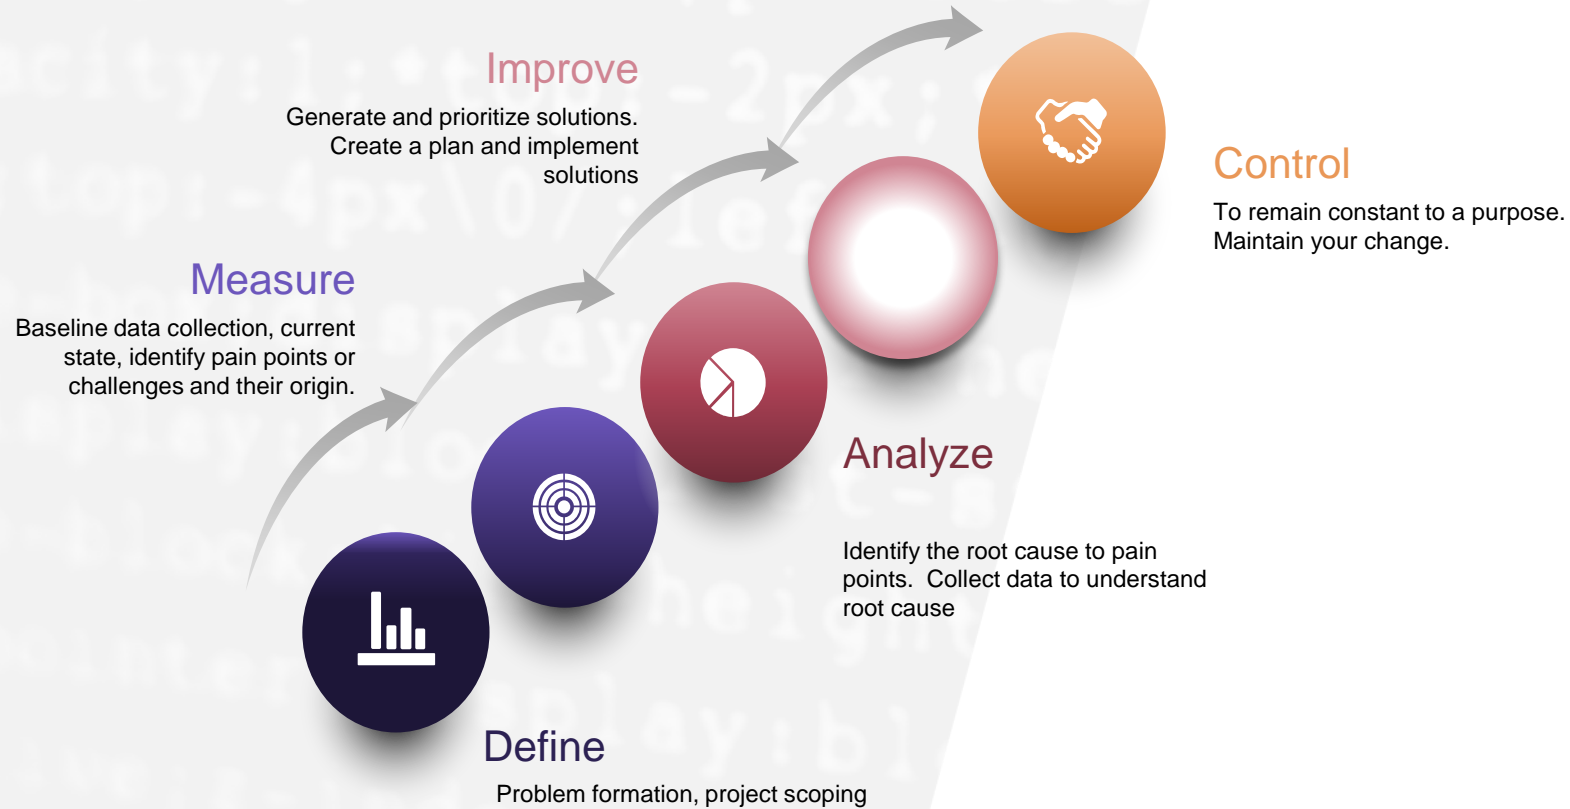 Improve
Generate and prioritize solutions.
Create a plan and implement
solutions
Control
To remain constant to a purpose.
Maintain your change.
Measure
Baseline data collection, current
state, identify pain points or
challenges and their origin.
Analyze
Identify the root cause to pain
points.  Collect data to understand
root cause
Define
Problem formation, project scoping